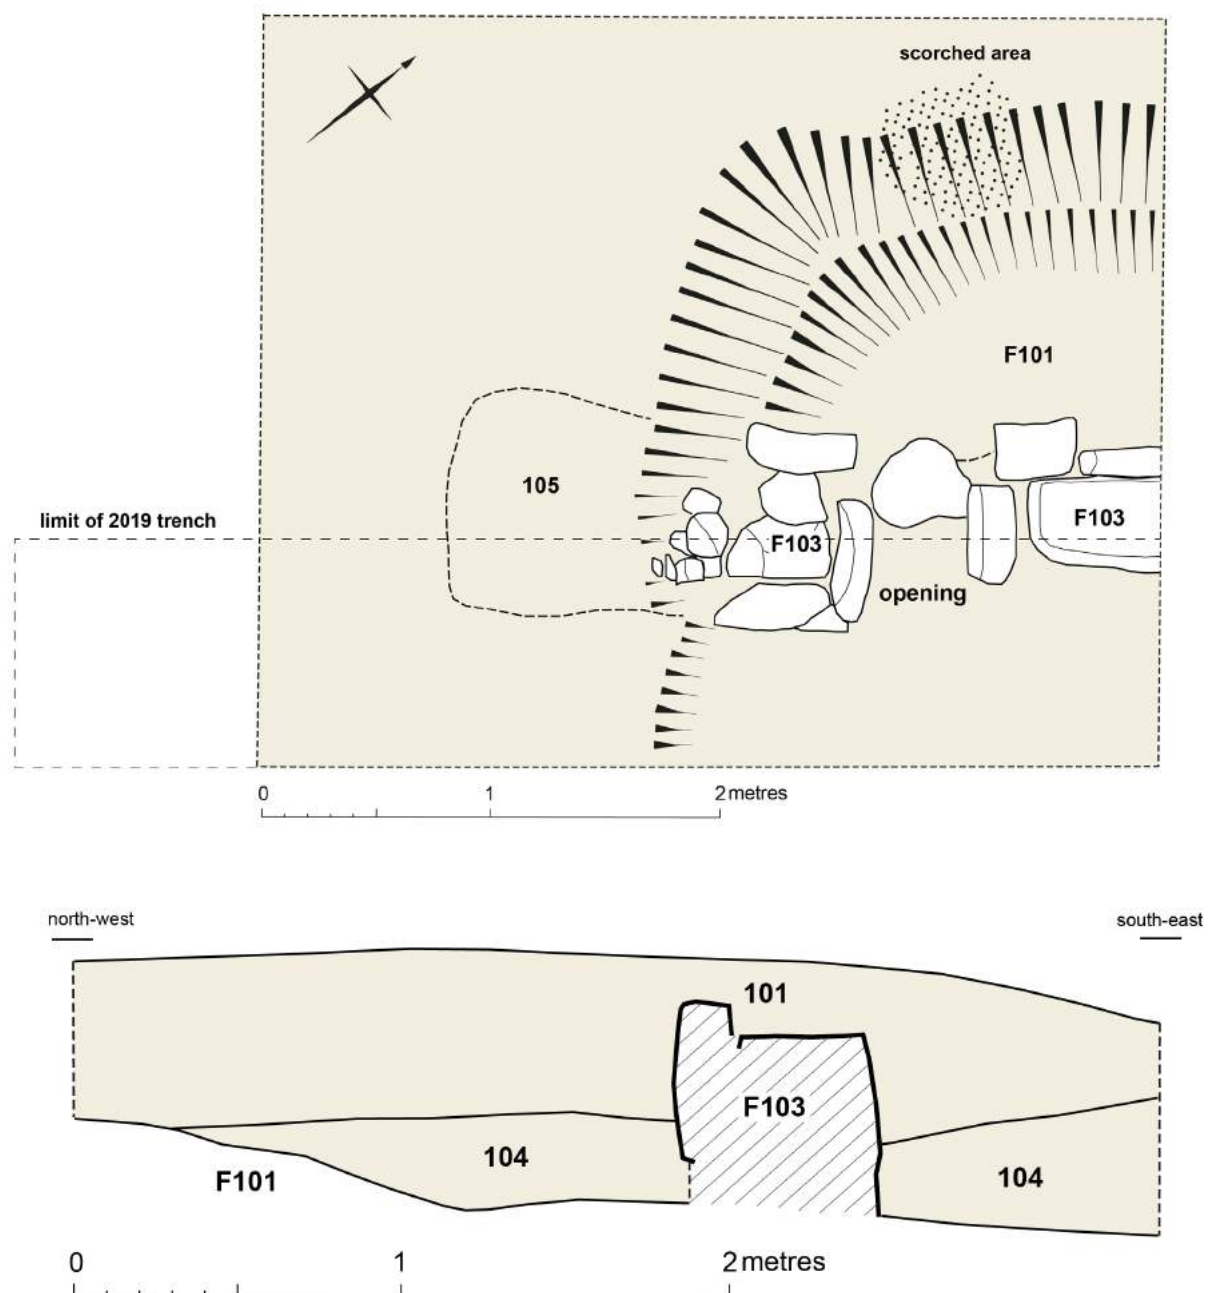 scorched area
F101
105
limit of 2019 trench
F103
F103
opening
0 1 2 metres
north-west
south-east
101
F103
104
F101
104
0 1 2 metres